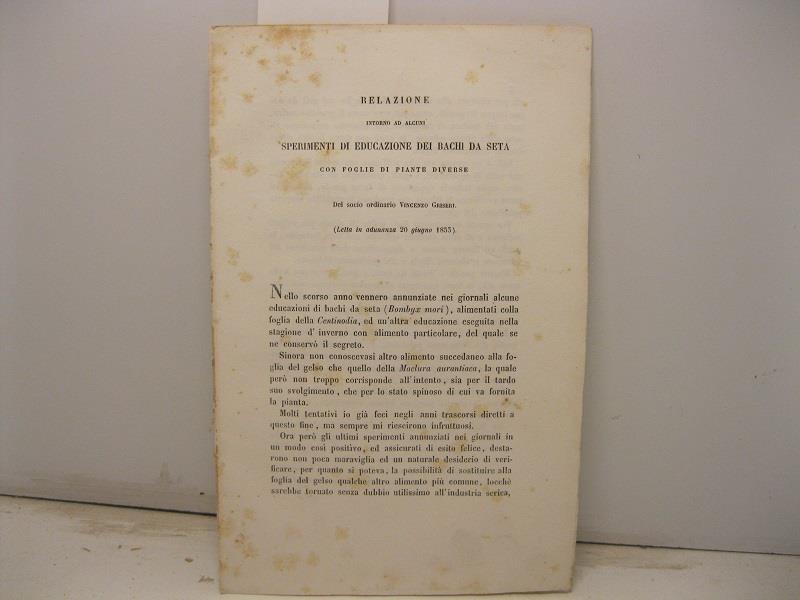 RELAZIONE
INTORNO AD ALCUNI
SPERIMENTI DI EDUCAZIONE DEI BACHI DA SETA
CON FOGLIE DI PIANTE DIVERSE
Del socio ordinario VINCENZO GRISERI.
(Letta in adunanza 20 giugno 1853).
Nello scorso anno vennero annunziate nei giornali alcune
educazioni di bachi da seta (Bombyx mori), alimentati colla
foglia della Centinodia, ed un'altra educazione eseguita nella
stagione d'inverno con alimento particolare, del quale se
ne conservò il segreto.
Sinora non conoscevasi altro alimento succedaneo alla fo-
glia del gelso che quello della Maclura aurantiaca, la quale
però non troppo corrisponde all'intento, sia per il tardo
suo svolgimento, che per lo stato spinoso di cui va fornita
la pianta.
Molti tentativi io già feci negli anni trascorsi diretti a
questo fine, ma sempre mi riescirono infruttuosi.
Ora però gli ultimi sperimenti annunziati nei giornali in
un modo così positivo, ed assicurati di esito felice, desta-
rono non poca maraviglia ed un naturale desiderio di veri-
ficare, per quanto si poteva, la possibilità di sostituire alla
foglia del gelso qualche altro alimento più comune, locchè
sarebbe tornato senza dubbio utilissimo all'industria serica,